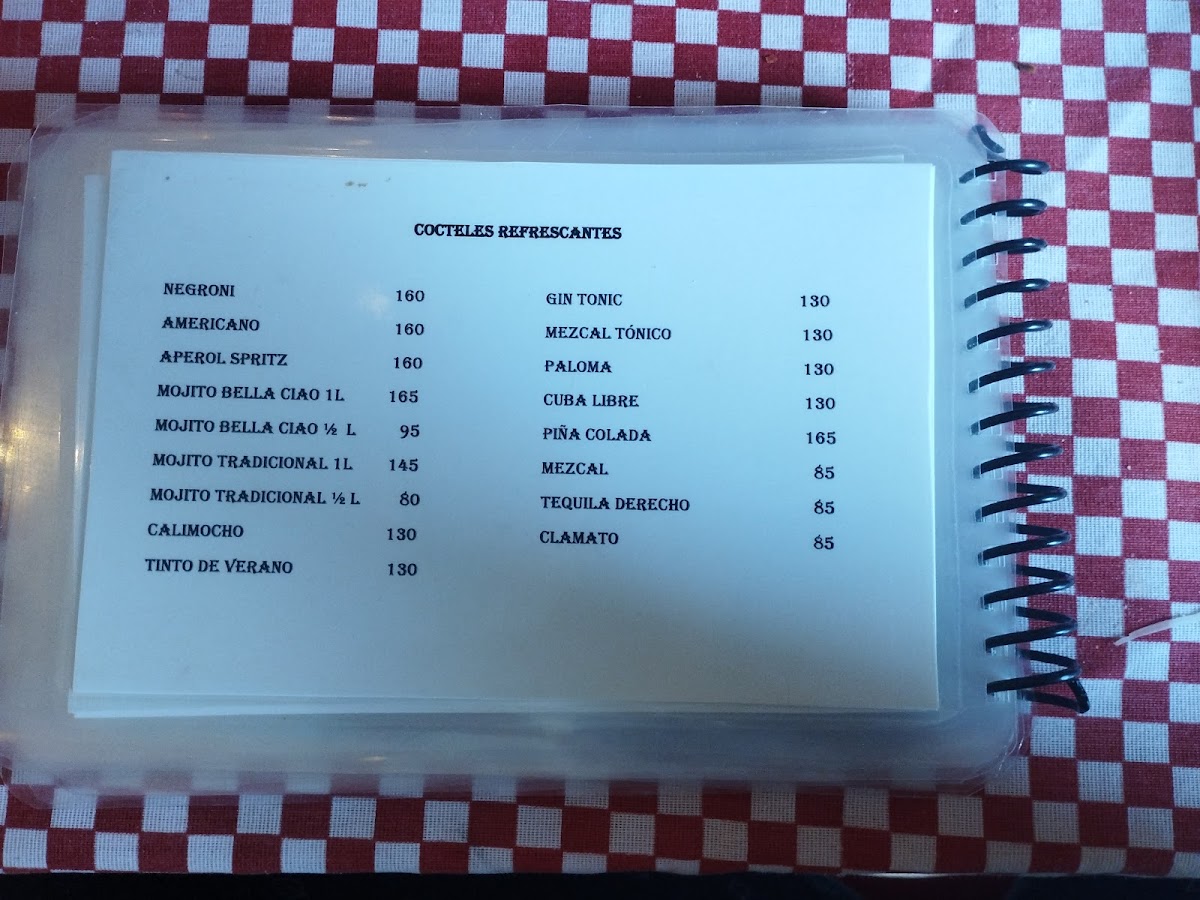 COCTELES REFRESCANTES
NEGRONI 160
AMERICANO 160
APEROL SPRITZ 160
MOJITO BELLA CIAO 1L 165
MOJITO BELLA CIAO ½ L 95
MOJITO TRADICIONAL 1L 145
MOJITO TRADICIONAL ½ L 80
CALIMOCHO 130
TINTO DE VERANO 130
GIN TONIC 130
MEZCAL TÓNICO 130
PALOMA 130
CUBA LIBRE 130
PIÑA COLADA 165
MEZCAL 85
TEQUILA DERECHO 85
CLAMATO 85